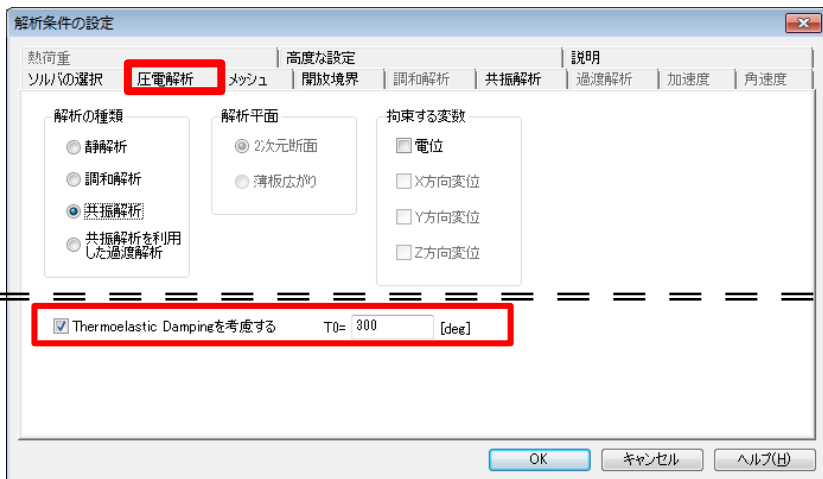 解析条件の設定
熱荷重 高度な設定 説明
ソルバの選択 圧電解析 メッシュ 開放境界 調和解析 共振解析 過渡解析 加速度 角速度
解析の種類
静解析
調和解析
共振解析
共振解析を利用
した過渡解析
解析平面
2次元断面
薄板広がり
拘束する変数
電位
X方向変位
Y方向変位
Z方向変位
Thermoelastic Dampingを考慮する T0= 300 [deg]
OK キャンセル ヘルプ(H)